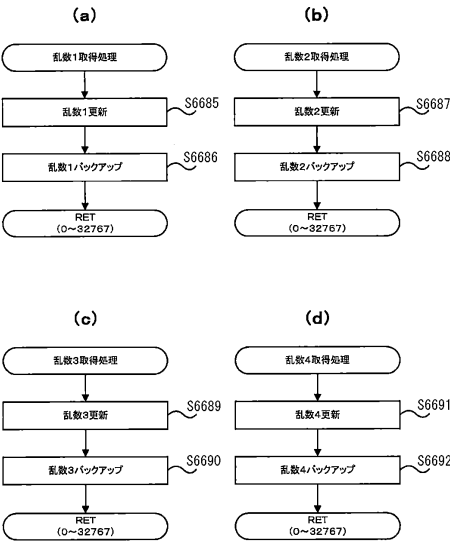 (a)
乱数1取得処理
乱数1更新
S6685
乱数1バックアップ
S6686
RET
(0～32767)
(b)
乱数2取得処理
乱数2更新
S6687
乱数2バックアップ
S6688
RET
(0～32767)
(c)
乱数3取得処理
乱数3更新
S6689
乱数3バックアップ
S6690
RET
(0～32767)
(d)
乱数4取得処理
乱数4更新
S6691
乱数4バックアップ
S6692
RET
(0～32767)